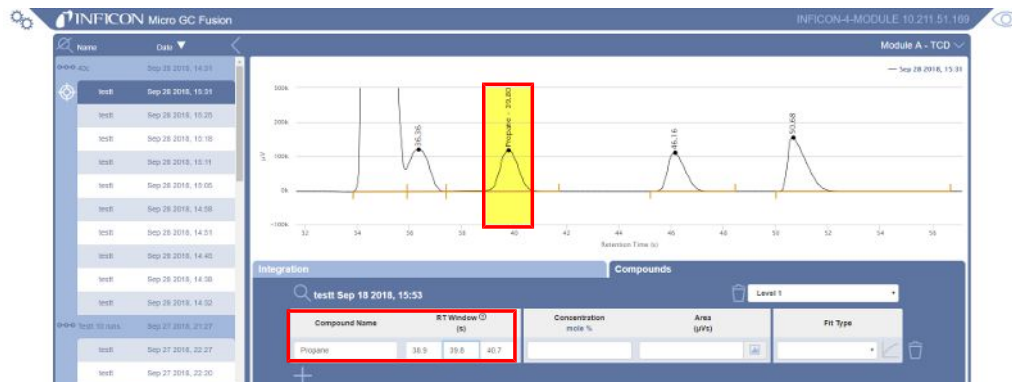 INFICON Micro GC Fusion
INFICON-4-MODULE 10.211.51.169
Name Date
Module A - TCD
40s Sep 28 2018, 14:31
testt Sep 28 2018, 15:31
testt Sep 28 2018, 15:25
testt Sep 28 2018, 15:18
testt Sep 28 2018, 15:11
testt Sep 28 2018, 15:05
testt Sep 28 2018, 14:58
testt Sep 28 2018, 14:51
testt Sep 28 2018, 14:45
testt Sep 28 2018, 14:38
testt Sep 28 2018, 14:32
Testt 10 runs Sep 27 2018, 21:27
testt Sep 27 2018, 22:27
testt Sep 27 2018, 22:20
Sep 28 2018, 15:31
300k
200k
100k
0k
-100k
µV
36.36
Propane - 39.80
46.16
50.68
32 34 36 38 40 42 44 46 48 50 52 54 56
Retention Time (s)
Integration
Compounds
testt Sep 18 2018, 15:53
Level 1
Compound Name
RT Window
(s)
Concentration
mole %
Area
(µVs)
Fit Type
Propane 38.9 39.8 40.7